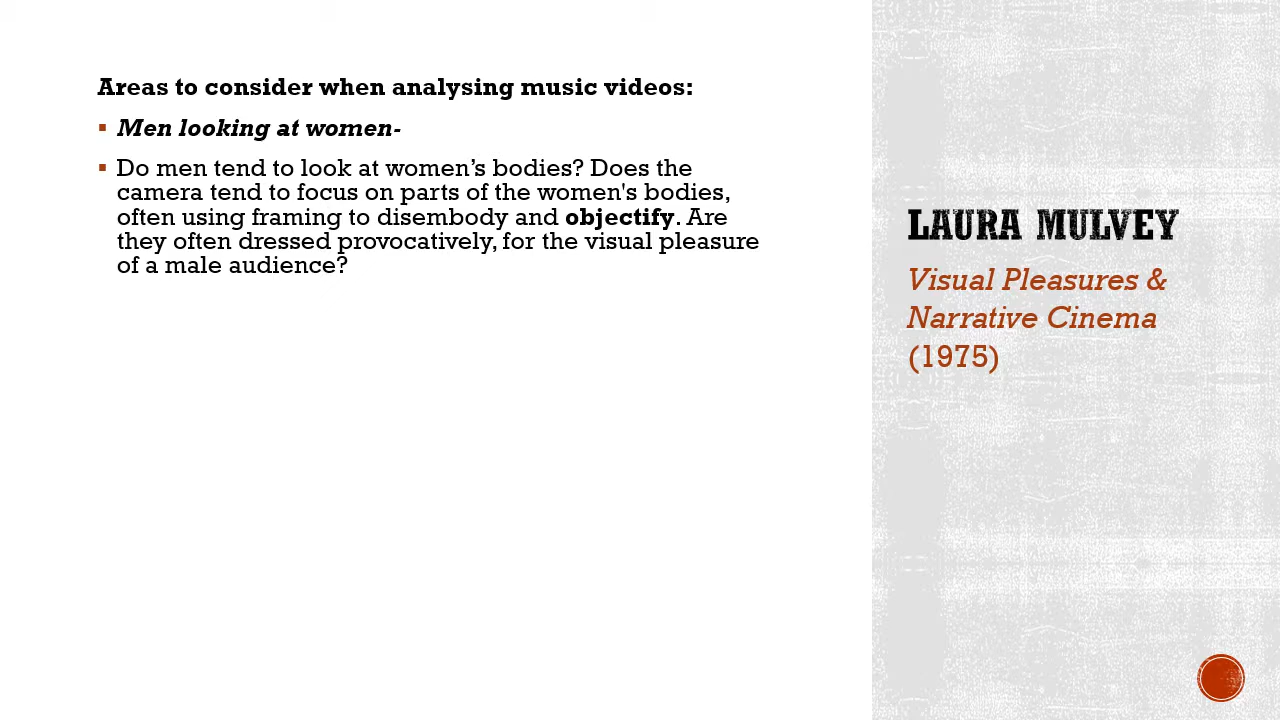 Areas to consider when analysing music videos:
Men looking at women-
Do men tend to look at women’s bodies? Does the
camera tend to focus on parts of the women's bodies,
often using framing to disembody and objectify. Are
they often dressed provocatively, for the visual pleasure
of a male audience?
LAURA MULVEY
Visual Pleasures &
Narrative Cinema
(1975)